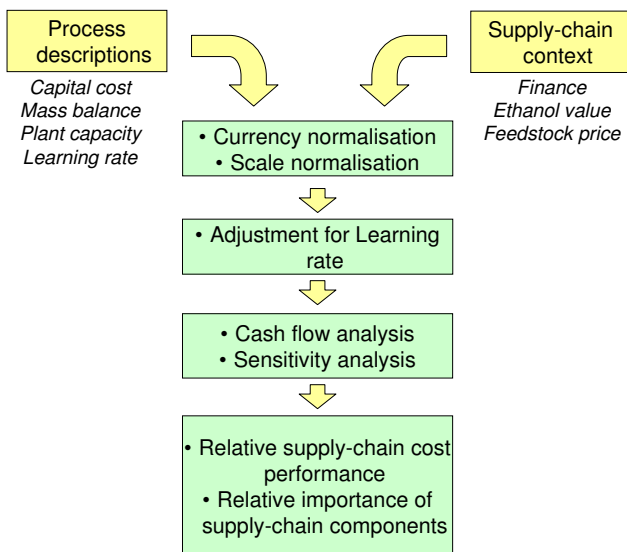 Process
descriptions
Capital cost
Mass balance
Plant capacity
Learning rate
Supply-chain
context
Finance
Ethanol value
Feedstock price
• Currency normalisation
• Scale normalisation
• Adjustment for Learning
rate
• Cash flow analysis
• Sensitivity analysis
• Relative supply-chain cost
performance
• Relative importance of
supply-chain components